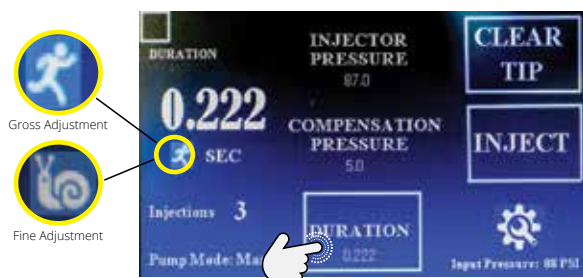 Gross Adjustment
Fine Adjustment
DURATION
0.222
SEC
Injections 3
Pump Mode:
INJECTOR
PRESSURE
87.0
COMPENSATION
PRESSURE
5.0
DURATION
0.222
CLEAR
TIP
INJECT
Input Pressure: 88 PSI